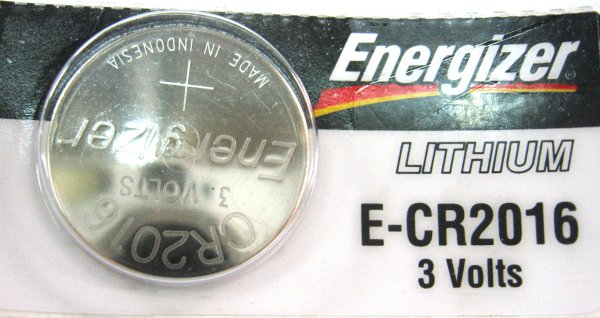 MADE IN INDONESIA
+
Energizer
3 VOLTS
CR2016
Energizer
LITHIUM
E-CR2016
3 Volts